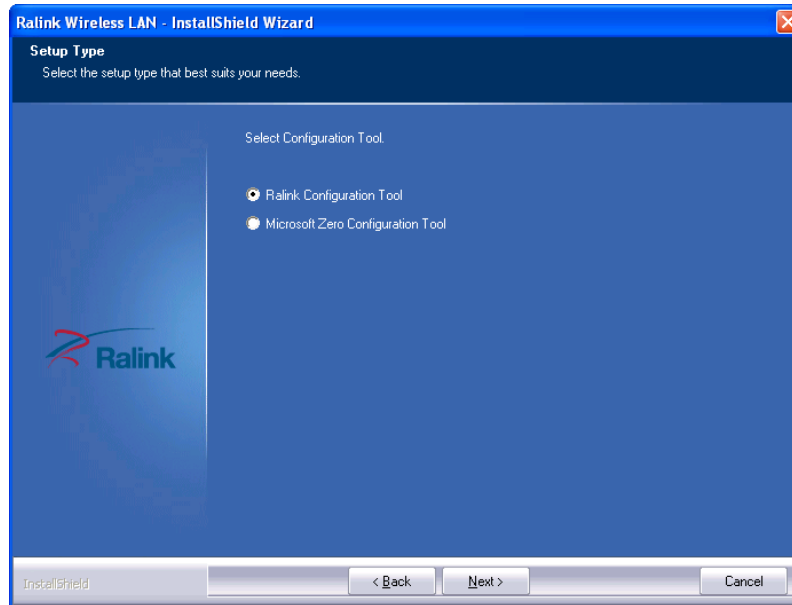 Ralink Wireless LAN - InstallShield Wizard
Setup Type
Select the setup type that best suits your needs.
Select Configuration Tool.
Ralink Configuration Tool
Microsoft Zero Configuration Tool
Ralink
InstallShield
< Back
Next >
Cancel